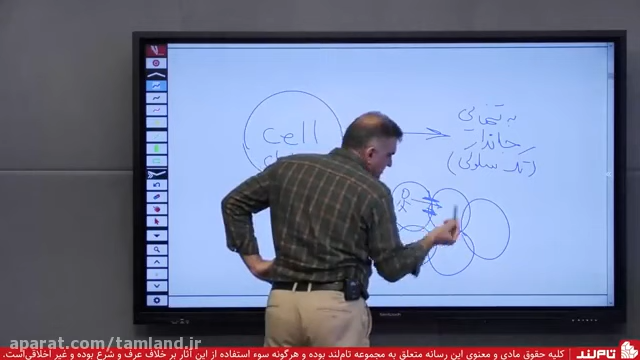 cell
به تنهایی
جاندارتک
(تک سلولی)
aparat.com/tamland.ir
تام‌لند
کلیه حقوق مادی و معنوی این رسانه متعلق به مجموعه تام‌لند بوده و هرگونه سوء استفاده از این آثار بر خلاف عرف و شرع بوده و غیر اخلاقی‌است.